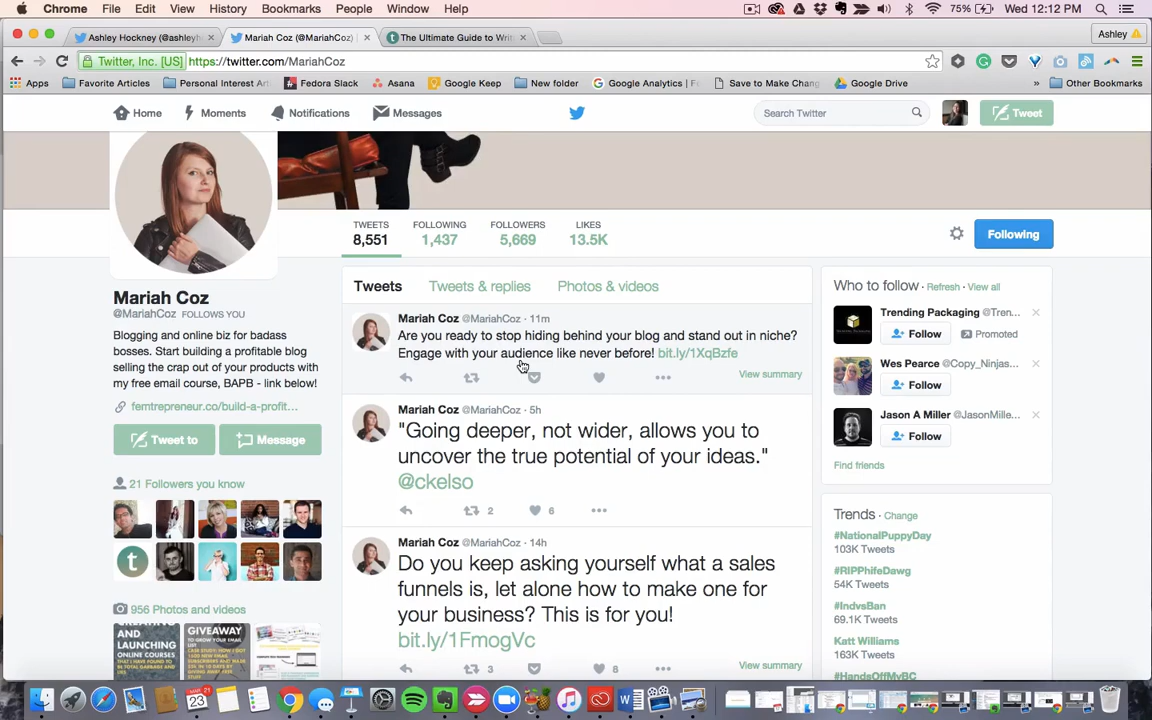 Chrome File Edit View History Bookmarks People Window Help 75% Wed 12:12 PM
Ashley Hockney (@ashleyh Mariah Coz (@MariahCoz) The Ultimate Guide to Writ Ashley
Twitter, Inc. [US] https://twitter.com/MariahCoz
Apps Favorite Articles Personal Interest Art Fedora Slack Asana Google Keep New folder Google Analytics | F Save to Make Chang Google Drive » Other Bookmarks
Home Moments Notifications Messages Search Twitter Tweet
TWEETS FOLLOWING FOLLOWERS LIKES
8,551 1,437 5,669 13.5K Following
Mariah Coz
@MariahCoz FOLLOWS YOU
Blogging and online biz for badass
bosses. Start building a profitable blog
selling the crap out of your products with
my free email course, BAPB - link below!
femtrepreneur.co/build-a-profit...
Tweet to Message
21 Followers you know
956 Photos and videos
AND
LAUNCHING
ONLINE COURSES
GIVEAWAY
Tweets Tweets & replies Photos & videos
Mariah Coz @MariahCoz · 11m
Are you ready to stop hiding behind your blog and stand out in niche?
Engage with your audience like never before! bit.ly/1XqBzfe
View summary
Mariah Coz @MariahCoz · 5h
"Going deeper, not wider, allows you to
uncover the true potential of your ideas."
@ckelso
2 6
Mariah Coz @MariahCoz · 14h
Do you keep asking yourself what a sales
funnels is, let alone how to make one for
your business? This is for you!
bit.ly/1FmogVc
3 8 View summary
Who to follow · Refresh · View all
Trending Packaging @Tren...
Follow Promoted
Wes Pearce @Copy_Ninjas...
Follow
Jason A Miller @JasonMille...
Follow
Find friends
Trends · Change
#NationalPuppyDay
103K Tweets
#RIPPhifeDawg
54K Tweets
#IndvsBan
69.1K Tweets
Katt Williams
163K Tweets
#HandsOffMyBC